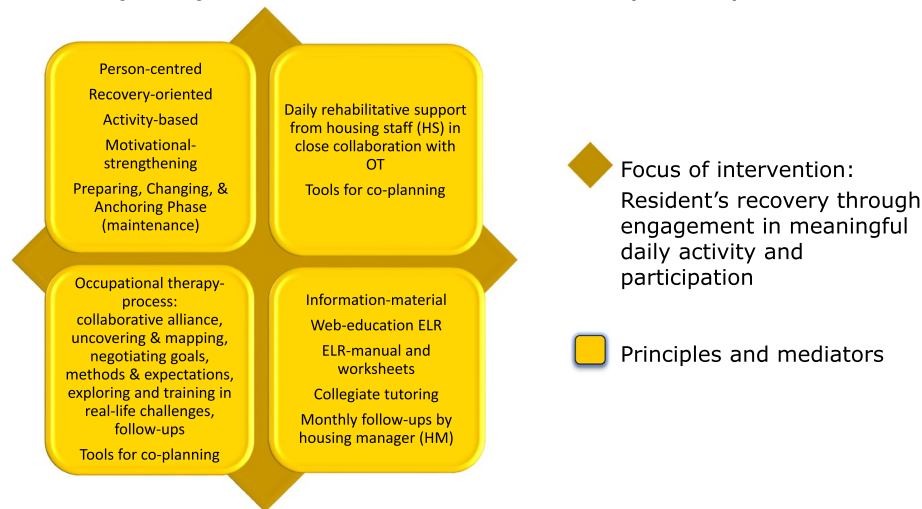 Person-centred
Recovery-oriented
Activity-based
Motivational-
strengthening
Preparing, Changing, &
Anchoring Phase
(maintenance)
Daily rehabilitative support
from housing staff (HS) in
close collaboration with
OT
Tools for co-planning
Occupational therapy-
process:
collaborative alliance,
uncovering & mapping,
negotiating goals,
methods & expectations,
exploring and training in
real-life challenges,
follow-ups
Tools for co-planning
Information-material
Web-education ELR
ELR-manual and
worksheets
Collegiate tutoring
Monthly follow-ups by
housing manager (HM)
Focus of intervention:
Resident’s recovery through
engagement in meaningful
daily activity and
participation
Principles and mediators